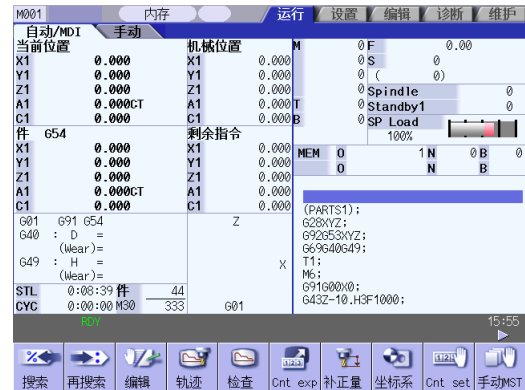 M001 内存 运行 设置 编辑 诊断 维护
自动/MDI 手动
当前位置 机械位置 M 0 F 0.00
X1 0.000 X1 0.000 0 S 0
Y1 0.000 Y1 0.000 0 ( 0)
Z1 0.000 Z1 0.000 0 Spindle 0
A1 0.000CT A1 0.000 T 0 Standby1 0
C1 0.000 C1 0.000 B 0 SP Load
100%
件 G54 剩余指令
X1 0.000 X1 0.000 MEM O 1 N 0 B 0
Y1 0.000 Y1 0.000 O N B
Z1 0.000 Z1 0.000
A1 0.000CT A1 0.000
C1 0.000 C1 0.000
G01 G91 G54 Z
G40 : D =
(Wear)=
G49 : H = X
(Wear)=
STL 0:08:39 件 44
CYC 0:00:00 M30 333 G01
(PARTS1);
G28XYZ;
G92G53XYZ;
G69G40G49;
T1;
M6;
G91G00X0;
G43Z-10.H3F1000;
RDY 15:55
搜索 再搜索 编辑 轨迹 检查 Cnt exp 补正量 坐标系 Cnt set 手动MST